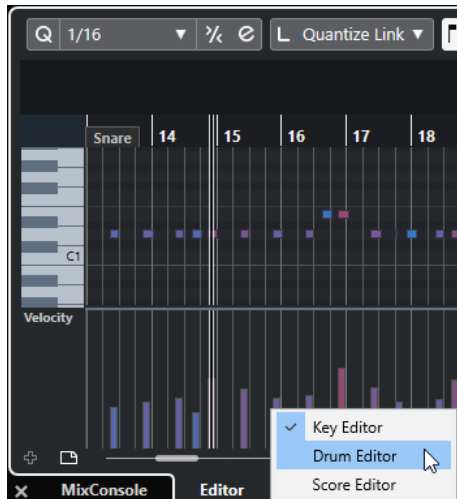 Q 1/16 Quantize Link
Snare 14 15 16 17 18
C1
Velocity
Key Editor
Drum Editor
Score Editor
MixConsole Editor